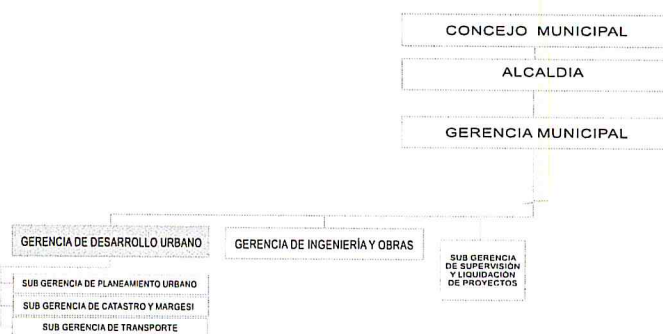 CONCEJO MUNICIPAL
ALCALDIA
GERENCIA MUNICIPAL
GERENCIA DE DESARROLLO URBANO
GERENCIA DE INGENIERÍA Y OBRAS
SUB GERENCIA
DE SUPERVISIÓN
Y LIQUIDACIÓN
DE PROYECTOS
SUB GERENCIA DE PLANEAMIENTO URBANO
SUB GERENCIA DE CATASTRO Y MARGESI
SUB GERENCIA DE TRANSPORTE